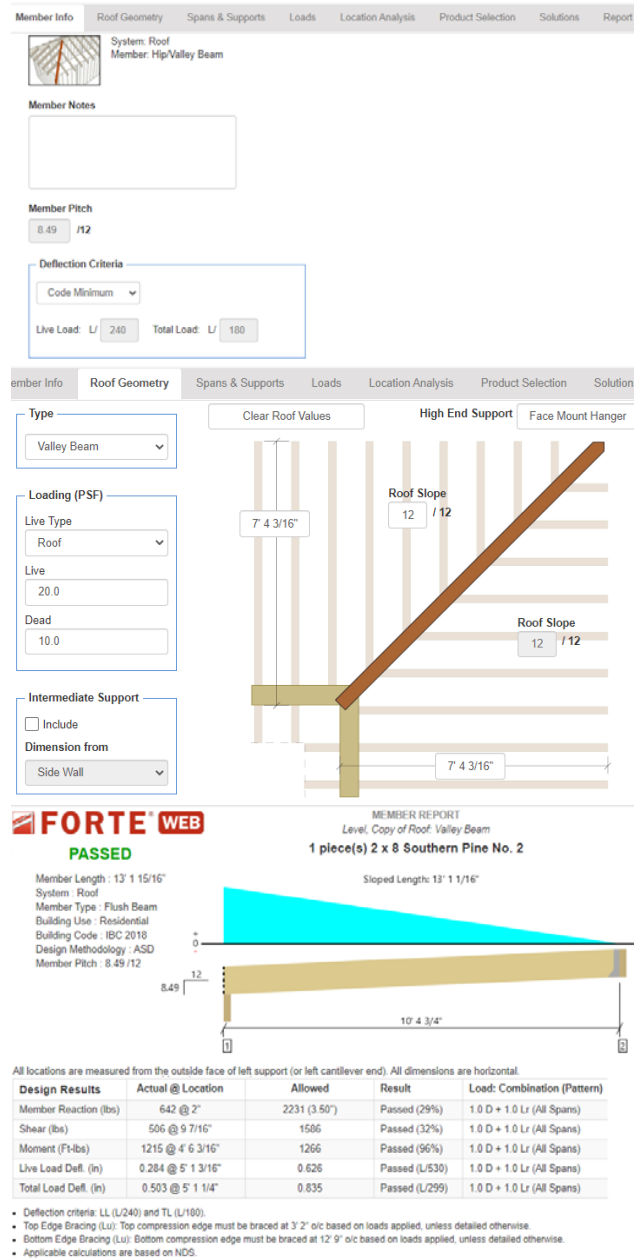 Member Info Roof Geometry Spans & Supports Loads Location Analysis Product Selection Solutions Report
System: Roof
Member: Hip/Valley Beam
Member Notes
Member Pitch
8.49 /12
Deflection Criteria
Code Minimum
Live Load: L/ 240 Total Load: L/ 180
ember Info Roof Geometry Spans & Supports Loads Location Analysis Product Selection Solution
Type
Clear Roof Values High End Support Face Mount Hanger
Valley Beam
Loading (PSF)
Roof Slope
12 / 12
7' 4 3/16"
Live Type
Roof
Live
20.0
Dead
10.0
Roof Slope
12 / 12
Intermediate Support
Include
Dimension from
Side Wall
7' 4 3/16"
FORTE WEB
MEMBER REPORT
Level, Copy of Roof: Valley Beam
PASSED
1 piece(s) 2 x 8 Southern Pine No. 2
Member Length : 13' 1 15/16"
System : Roof
Member Type : Flush Beam
Building Use : Residential
Building Code : IBC 2018
Design Methodology : ASD
Member Pitch : 8.49 /12
Sloped Length: 13' 1 1/16"
+
0
-
12
8.49
10' 4 3/4"
1 2
All locations are measured from the outside face of left support (or left cantilever end). All dimensions are horizontal.
Design Results Actual @ Location Allowed Result Load: Combination (Pattern)
Member Reaction (lbs) 642 @ 2" 2231 (3.50") Passed (29%) 1.0 D + 1.0 Lr (All Spans)
Shear (lbs) 506 @ 9 7/16" 1586 Passed (32%) 1.0 D + 1.0 Lr (All Spans)
Moment (Ft-lbs) 1215 @ 4' 6 3/16" 1266 Passed (96%) 1.0 D + 1.0 Lr (All Spans)
Live Load Defl. (in) 0.284 @ 5' 1 3/16" 0.626 Passed (L/530) 1.0 D + 1.0 Lr (All Spans)
Total Load Defl. (in) 0.503 @ 5' 1 1/4" 0.835 Passed (L/299) 1.0 D + 1.0 Lr (All Spans)
• Deflection criteria: LL (L/240) and TL (L/180).
• Top Edge Bracing (Lu): Top compression edge must be braced at 3' 2" o/c based on loads applied, unless detailed otherwise.
• Bottom Edge Bracing (Lu): Bottom compression edge must be braced at 12' 9" o/c based on loads applied, unless detailed otherwise.
• Applicable calculations are based on NDS.